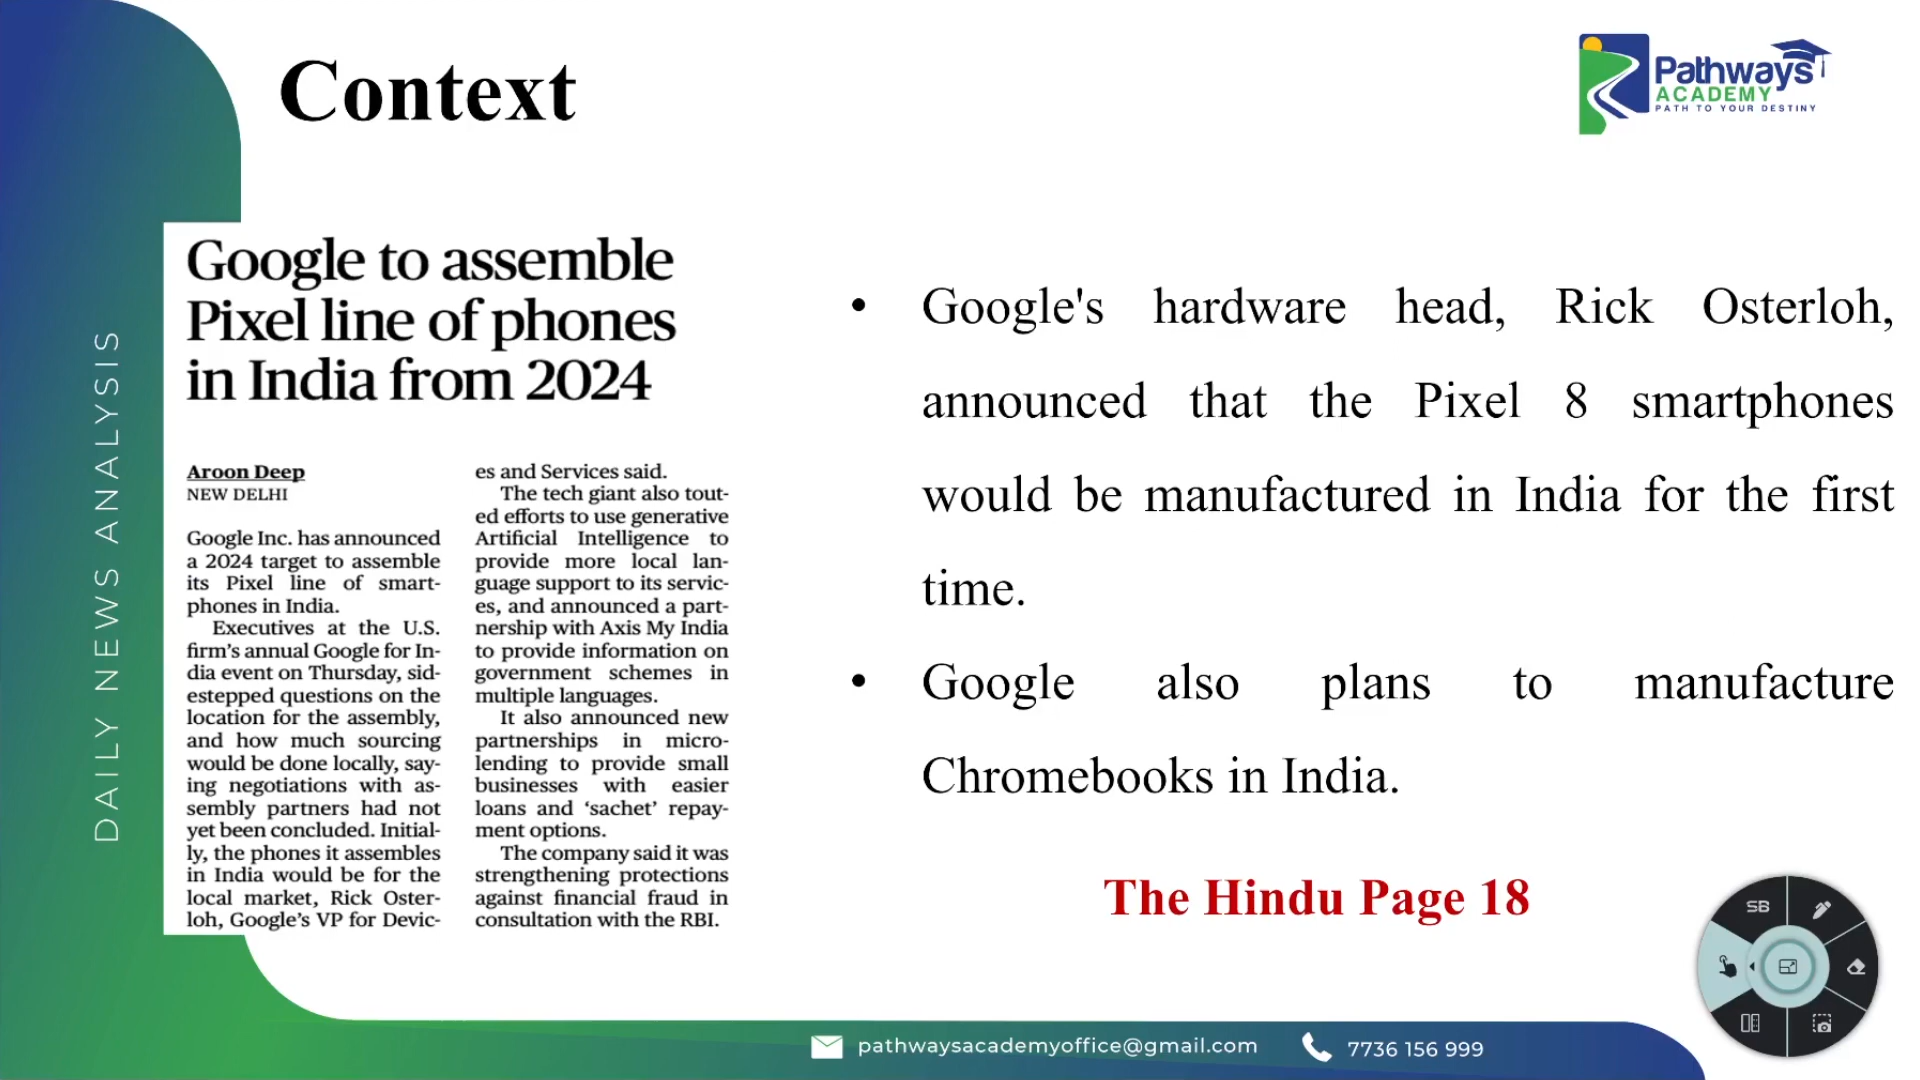 Context
Pathways
ACADEMY
PATH TO YOUR DESTINY
DAILY NEWS ANALYSIS
Google to assemble
Pixel line of phones
in India from 2024
Aroon Deep
NEW DELHI
Google Inc. has announced
a 2024 target to assemble
its Pixel line of smart-
phones in India.
Executives at the U.S.
firm’s annual Google for In-
dia event on Thursday, sid-
estepped questions on the
location for the assembly,
and how much sourcing
would be done locally, say-
ing negotiations with as-
sembly partners had not
yet been concluded. Initial-
ly, the phones it assembles
in India would be for the
local market, Rick Oster-
loh, Google’s VP for Devic-
es and Services said.
The tech giant also tout-
ed efforts to use generative
Artificial Intelligence to
provide more local lan-
guage support to its servic-
es, and announced a part-
nership with Axis My India
to provide information on
government schemes in
multiple languages.
It also announced new
partnerships in micro-
lending to provide small
businesses with easier
loans and ‘sachet’ repay-
ment options.
The company said it was
strengthening protections
against financial fraud in
consultation with the RBI.
• Google's hardware head, Rick Osterloh,
announced that the Pixel 8 smartphones
would be manufactured in India for the first
time.
• Google also plans to manufacture
Chromebooks in India.
The Hindu Page 18
SB
pathwaysacademyoffice@gmail.com
7736 156 999